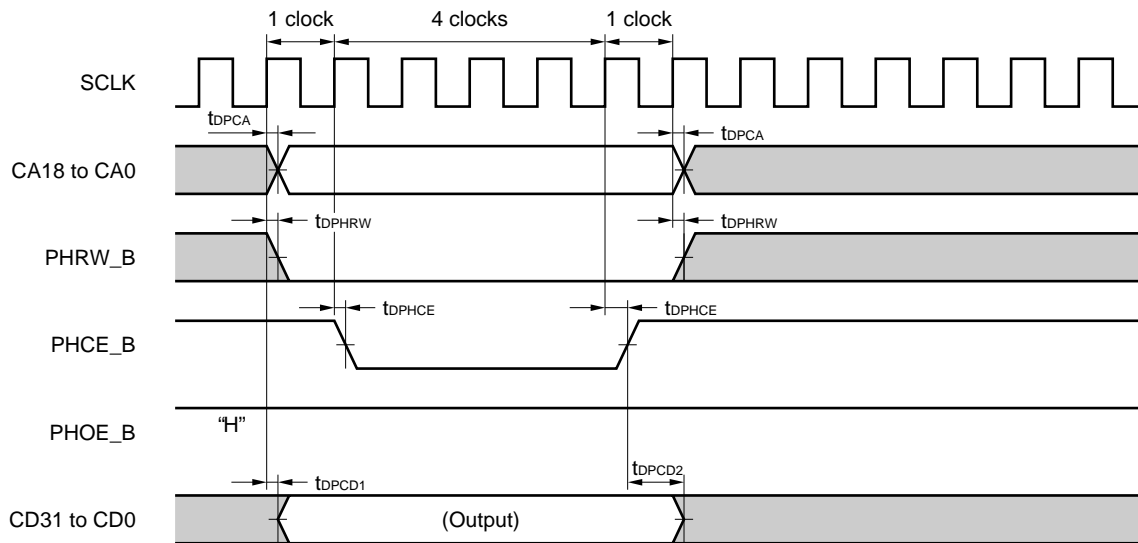 1 clock 4 clocks 1 clock
SCLK
tDPCA tDPCA
CA18 to CA0
tDPHRW tDPHRW
PHRW_B
tDPHCE tDPHCE
PHCE_B
“H”
PHOE_B
tDPCD2
tDPCD1
CD31 to CD0 (Output)